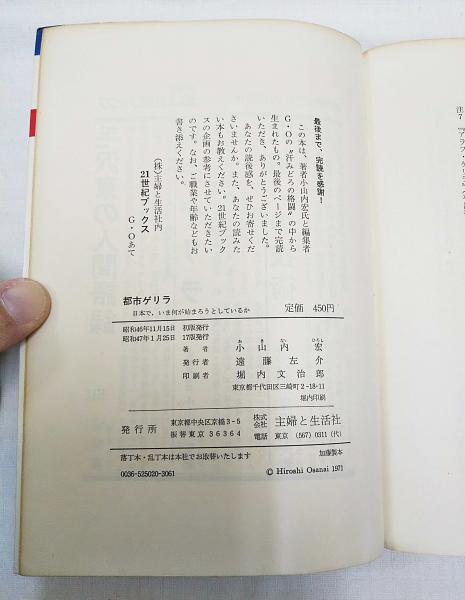 最後まで、完読を感謝！
この本は、著者小山内宏氏と編集者
G・Oの〝汗みどろの格闘〟の中から
生まれたもの。最後のページまで完読
いただき、ありがとうございました。
あなたの読後感を、ぜひお寄せくだ
さいませんか。また、あなたの読みた
い本もお教えください。21世紀ブック
スの企画の参考にさせていただきたい
のです。なお、ご職業や年齢などもお
書き添えください。
（株）主婦と生活社内
21世紀ブックス
G・Oあて
都市ゲリラ
日本で，いま何が始まろうとしているか
定価 450円
昭和46年11月15日 初版発行
昭和47年1月25日 17版発行
著者 小山内宏
お さ ない ひろし
発行者 遠藤左介
印刷者 堀内文治郎
東京都千代田区三崎町2-18-11
堀内印刷
発行所 東京都中央区京橋3-5
振替東京 36364
株式会社 主婦と生活社
電話 東京 (567) 0311 (代)
落丁本・乱丁本は本社でお取替いたします
加藤製本
0036-525020-3061
© Hiroshi Osanai 1971
注
7